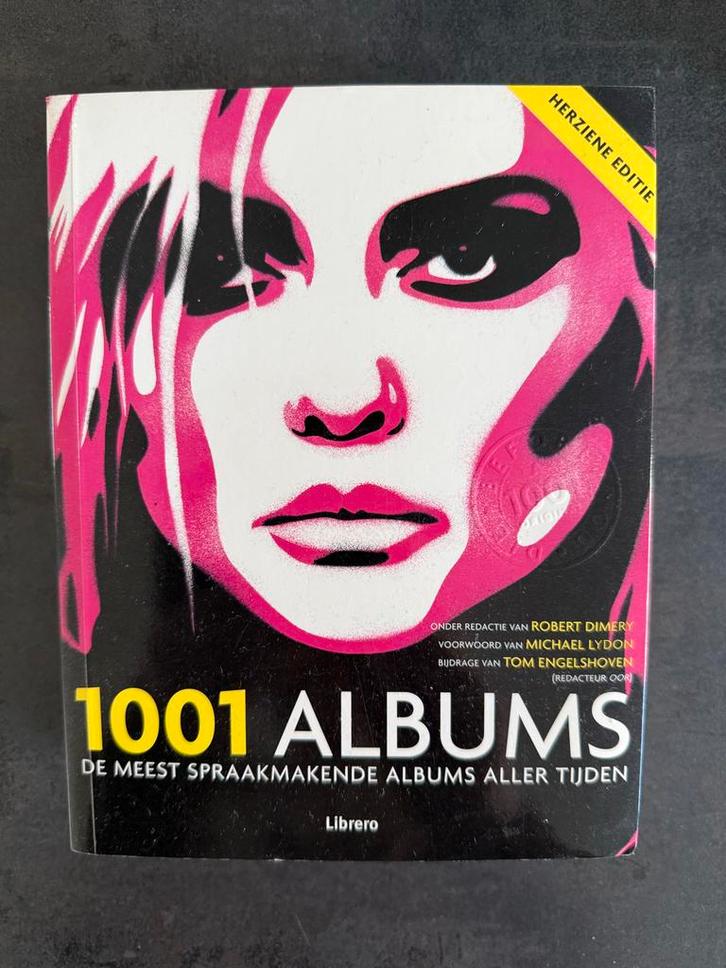 HERZIENE EDITIE
ONDER REDACTIE VAN ROBERT DIMERY
VOORWOORD VAN MICHAEL LYDON
BIJDRAGE VAN TOM ENGELSHOVEN
(REDACTEUR OOR)
1001 ALBUMS
DE MEEST SPRAAKMAKENDE ALBUMS ALLER TIJDEN
Librero